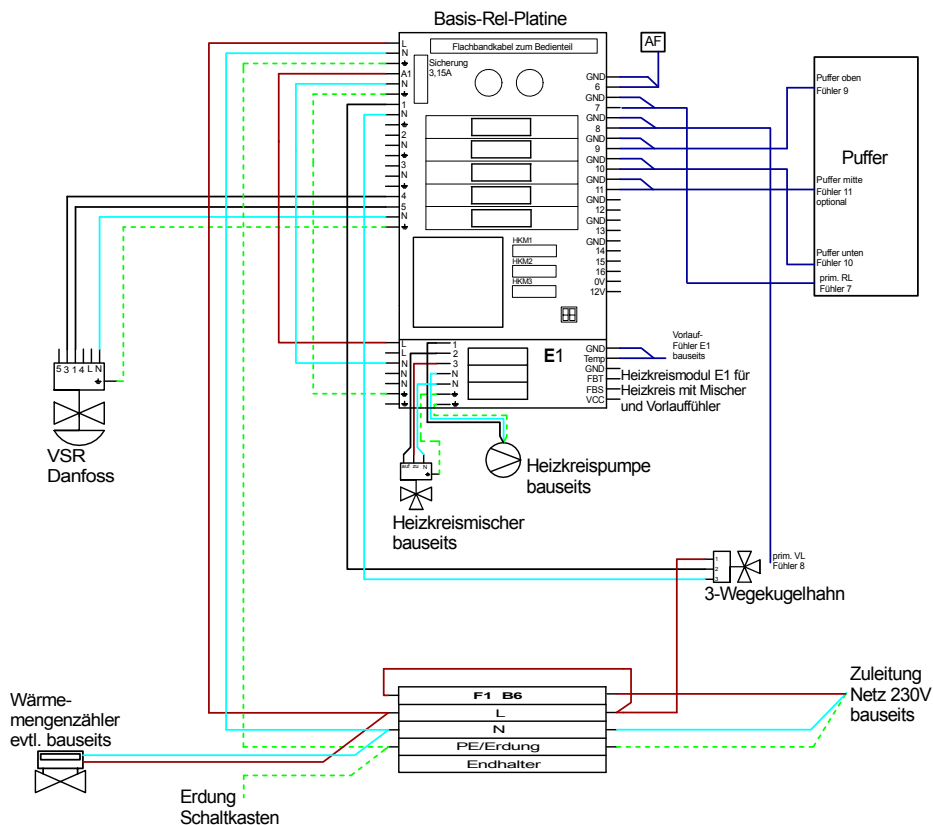 Basis-Rel-Platine
Flachbandkabel zum Bedienteil
Sicherung
3,15A
L
N
A1
N
1
N
2
N
3
N
4
5
N
GND
6
GND
7
GND
8
GND
9
GND
10
GND
11
GND
12
GND
13
GND
14
15
16
0V
12V
HKM1
HKM2
HKM3
AF
Puffer oben
Fühler 9
Puffer
Puffer mitte
Fühler 11
optional
Puffer unten
Fühler 10
prim. RL
Fühler 7
L
L
N
N
N
1
2
3
N
N
E1
GND
Temp
GND
FBT
FBS
VCC
Vorlauf-
Fühler E1
bauseits
Heizkreismodul E1 für
Heizkreis mit Mischer
und Vorlauffühler
5 3 1 4 L N
VSR
Danfoss
auf zu N
Heizkreismischer
bauseits
Heizkreispumpe
bauseits
1
2
3
prim. VL
Fühler 8
3-Wegekugelhahn
F1 B6
L
N
PE/Erdung
Endhalter
Zuleitung
Netz 230V
bauseits
Wärme-
mengenzähler
evtl. bauseits
Erdung
Schaltkasten